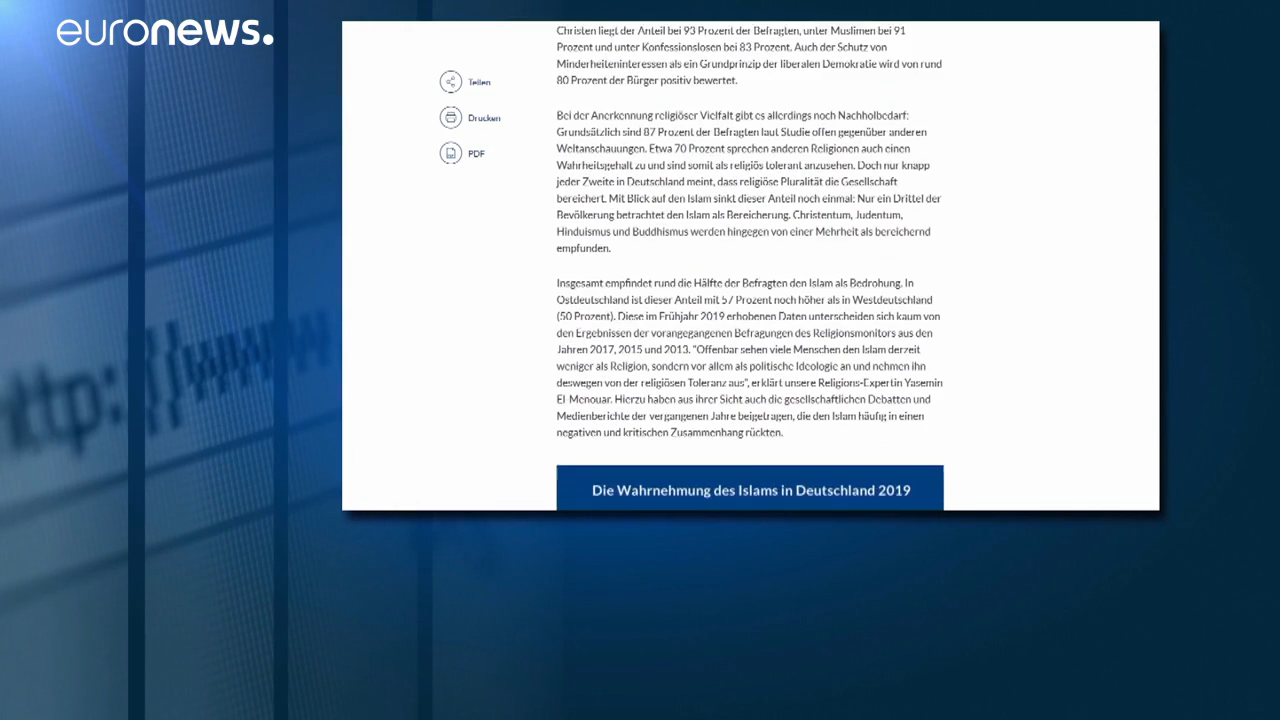 euronews.
Christen liegt der Anteil bei 93 Prozent der Befragten, unter Muslimen bei 91
Prozent und unter Konfessionslosen bei 83 Prozent. Auch der Schutz von
Minderheiteninteressen als ein Grundprinzip der liberalen Demokratie wird von rund
80 Prozent der Bürger positiv bewertet.
Teilen
Drucken
PDF
Bei der Anerkennung religiöser Vielfalt gibt es allerdings noch Nachholbedarf:
Grundsätzlich sind 87 Prozent der Befragten laut Studie offen gegenüber anderen
Weltanschauungen. Etwa 70 Prozent sprechen anderen Religionen auch einen
Wahrheitsgehalt zu und sind somit als religiös tolerant anzusehen. Doch nur knapp
jeder Zweite in Deutschland meint, dass religiöse Pluralität die Gesellschaft
bereichert. Mit Blick auf den Islam sinkt dieser Anteil noch einmal: Nur ein Drittel der
Bevölkerung betrachtet den Islam als Bereicherung. Christentum, Judentum,
Hinduismus und Buddhismus werden hingegen von einer Mehrheit als bereichernd
empfunden.
Insgesamt empfindet rund die Hälfte der Befragten den Islam als Bedrohung. In
Ostdeutschland ist dieser Anteil mit 57 Prozent noch höher als in Westdeutschland
(50 Prozent). Diese im Frühjahr 2019 erhobenen Daten unterscheiden sich kaum von
den Ergebnissen der vorangegangenen Befragungen des Religionsmonitors aus den
Jahren 2017, 2015 und 2013. "Offenbar sehen viele Menschen den Islam derzeit
weniger als Religion, sondern vor allem als politische Ideologie an und nehmen ihn
deswegen von der religiösen Toleranz aus", erklärt unsere Religions-Expertin Yasemin
El-Menouar. Hierzu haben aus ihrer Sicht auch die gesellschaftlichen Debatten und
Medienberichte der vergangenen Jahre beigetragen, die den Islam häufig in einen
negativen und kritischen Zusammenhang rückten.
Die Wahrnehmung des Islams in Deutschland 2019
http://www